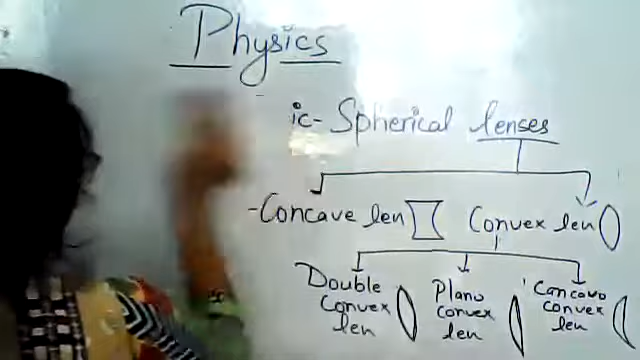 Physics
ic- Spherical lenses
-Concave len Convex len
Double Convex len
Plano convex len
Concavo convex len